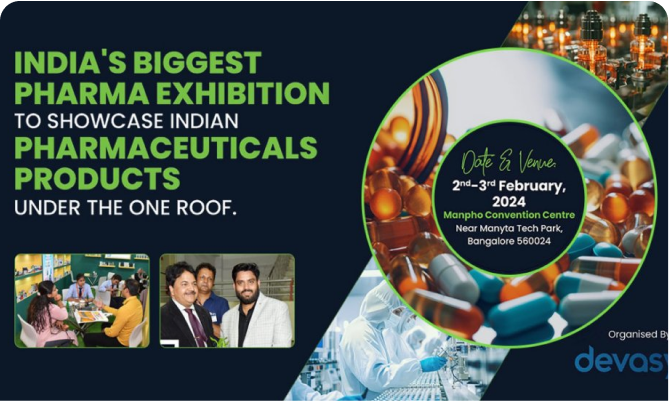 INDIA'S BIGGEST
PHARMA EXHIBITION
TO SHOWCASE INDIAN
PHARMACEUTICALS
PRODUCTS
UNDER THE ONE ROOF.
Date & Venue:
2nd-3rd February,
2024
Manpho Convention Centre
Near Manyta Tech Park,
Bangalore 560024
Organised By
devasy